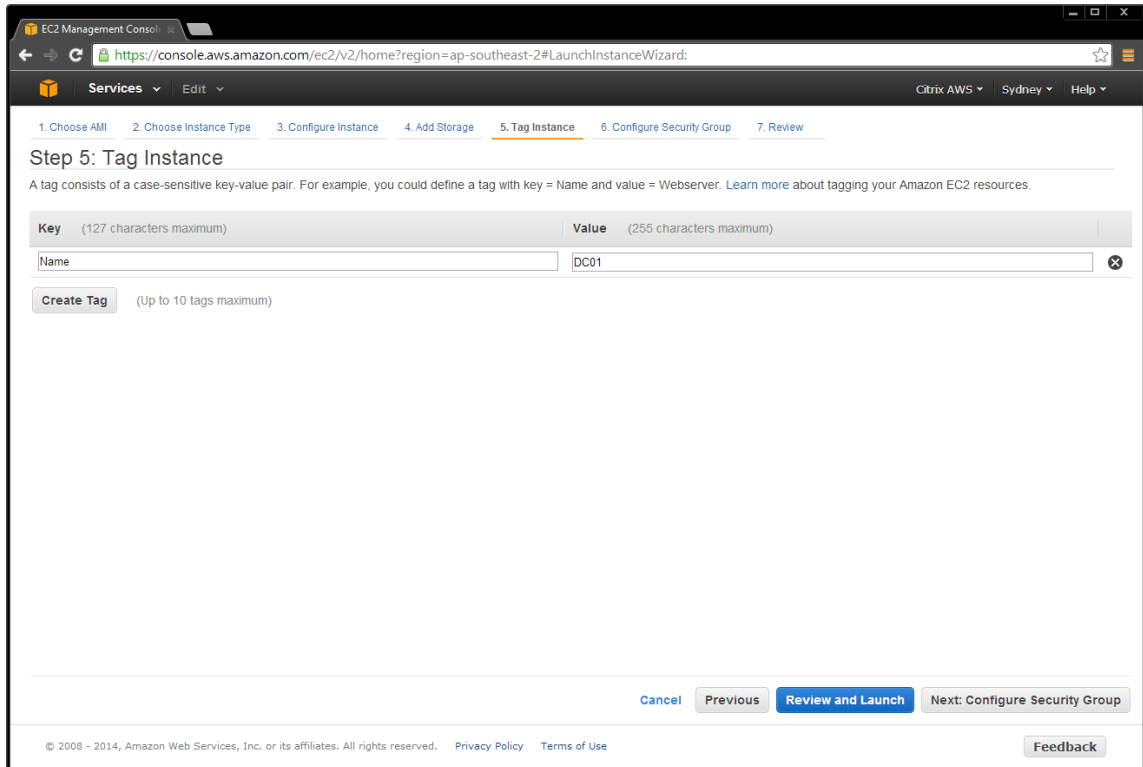 EC2 Management Consol
https://console.aws.amazon.com/ec2/v2/home?region=ap-southeast-2#LaunchInstanceWizard:
Services Edit Citrix AWS Sydney Help
1. Choose AMI 2. Choose Instance Type 3. Configure Instance 4. Add Storage 5. Tag Instance 6. Configure Security Group 7. Review
Step 5: Tag Instance
A tag consists of a case-sensitive key-value pair. For example, you could define a tag with key = Name and value = Webserver. Learn more about tagging your Amazon EC2 resources.
Key (127 characters maximum) Value (255 characters maximum)
Name DC01
Create Tag (Up to 10 tags maximum)
Cancel Previous Review and Launch Next: Configure Security Group
© 2008 - 2014, Amazon Web Services, Inc. or its affiliates. All rights reserved. Privacy Policy Terms of Use Feedback